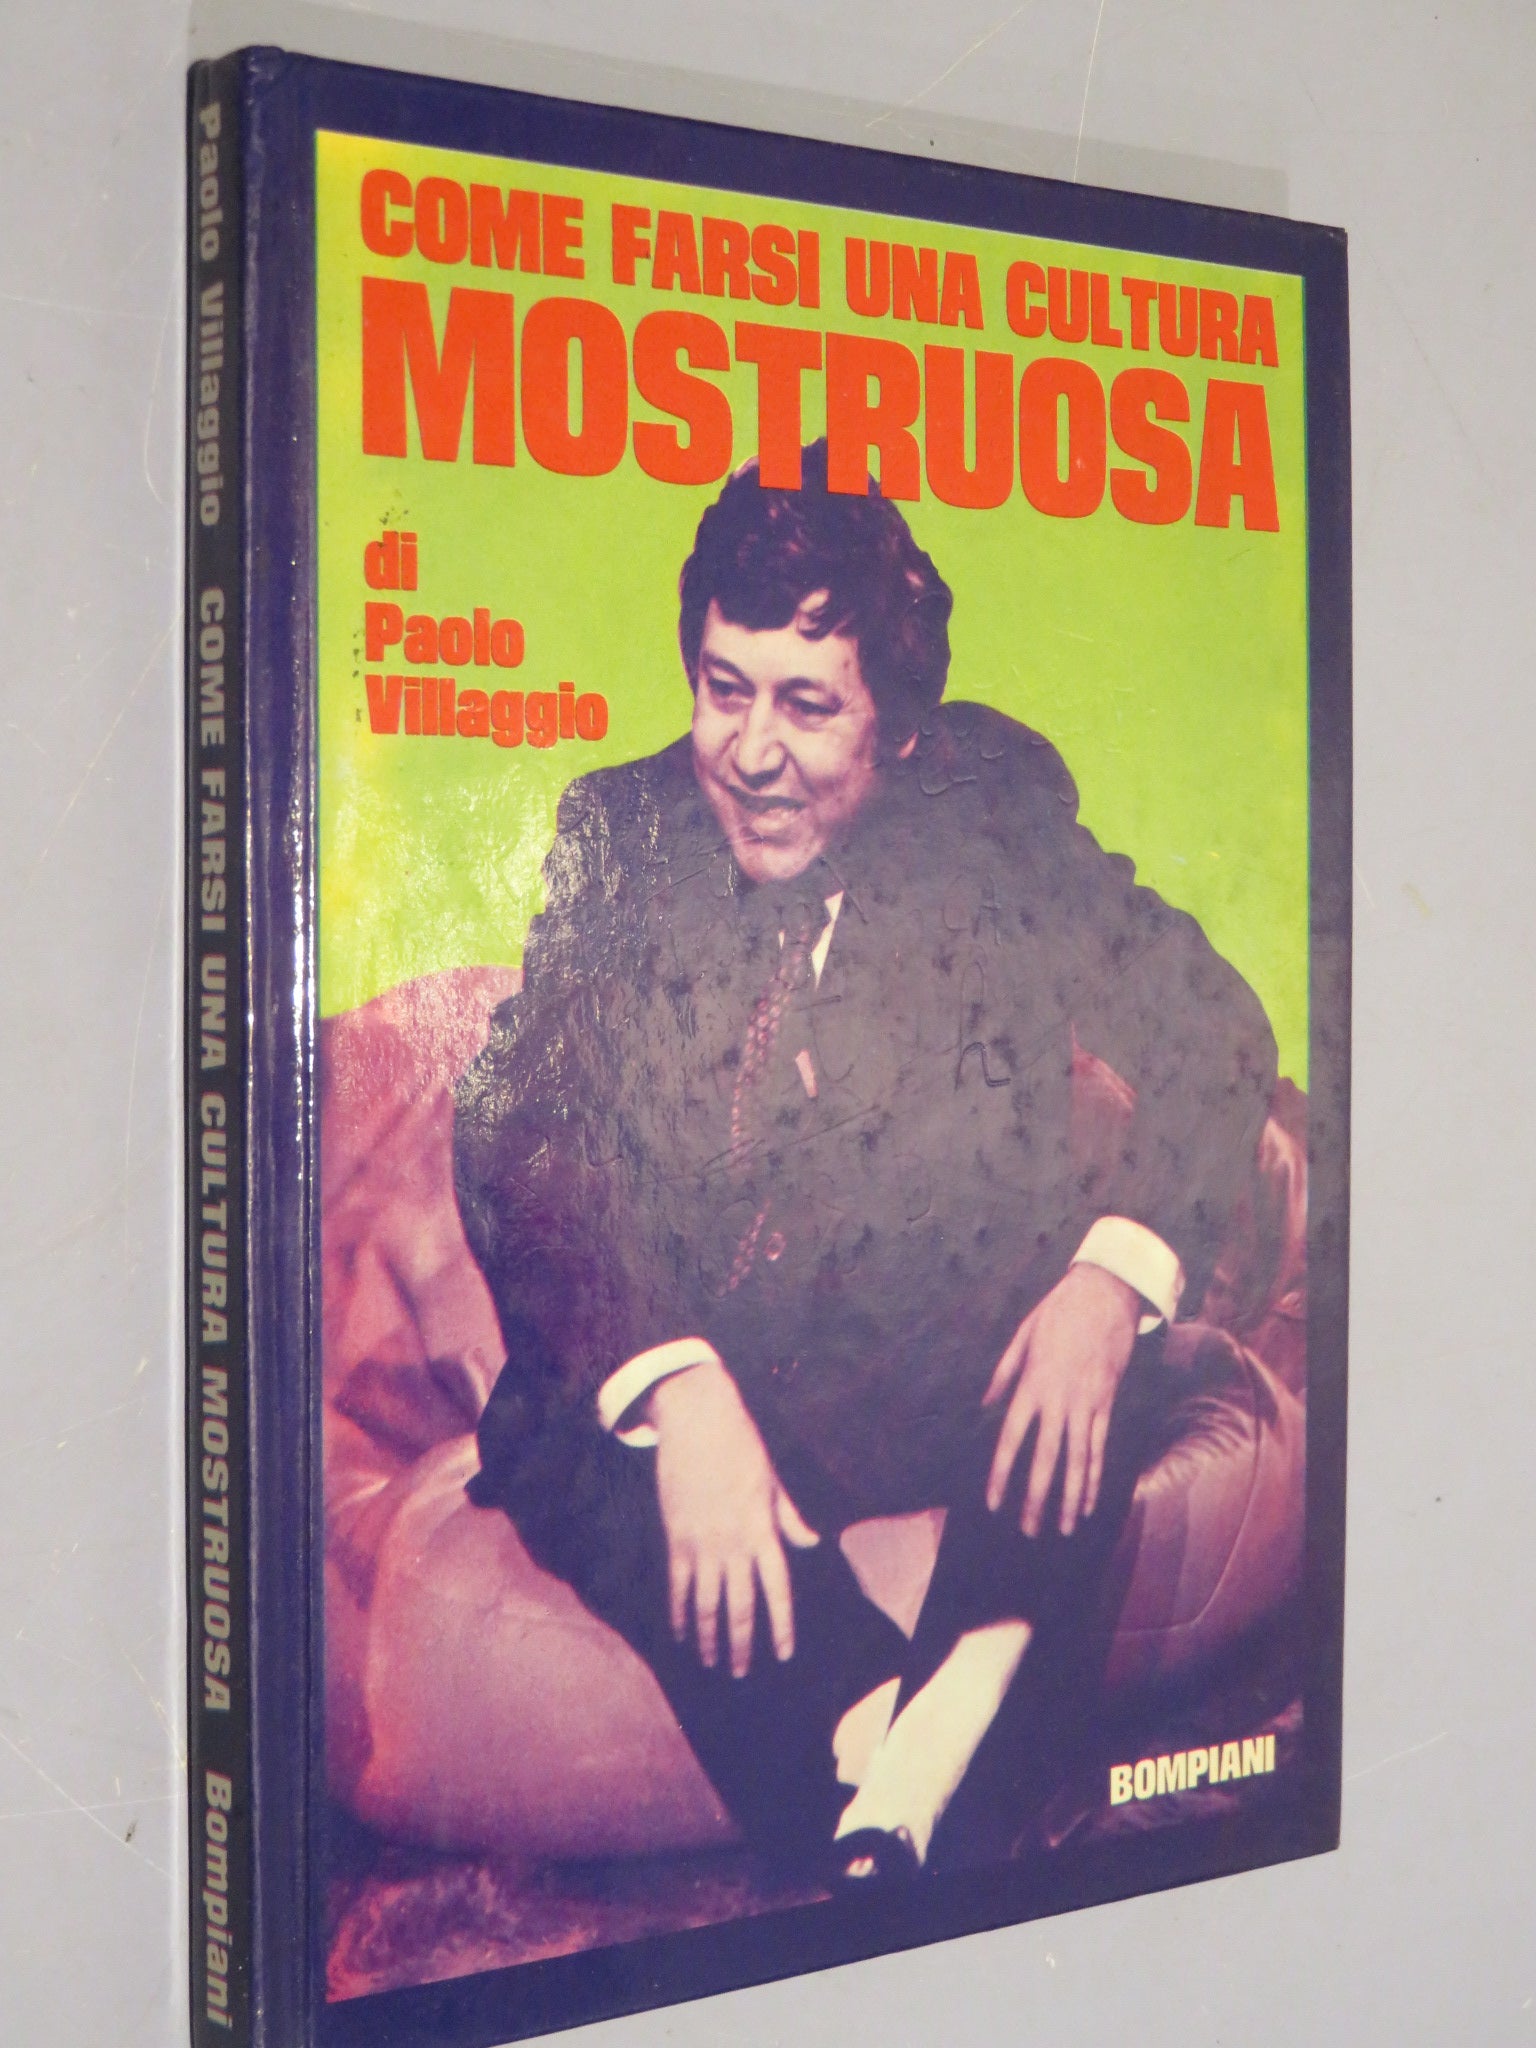 COME FARSI UNA CULTURA
MOSTRUOSA
di
Paolo
Villaggio
BOMPIANI
Paolo Villaggio COME FARSI UNA CULTURA MOSTRUOSA Bompiani